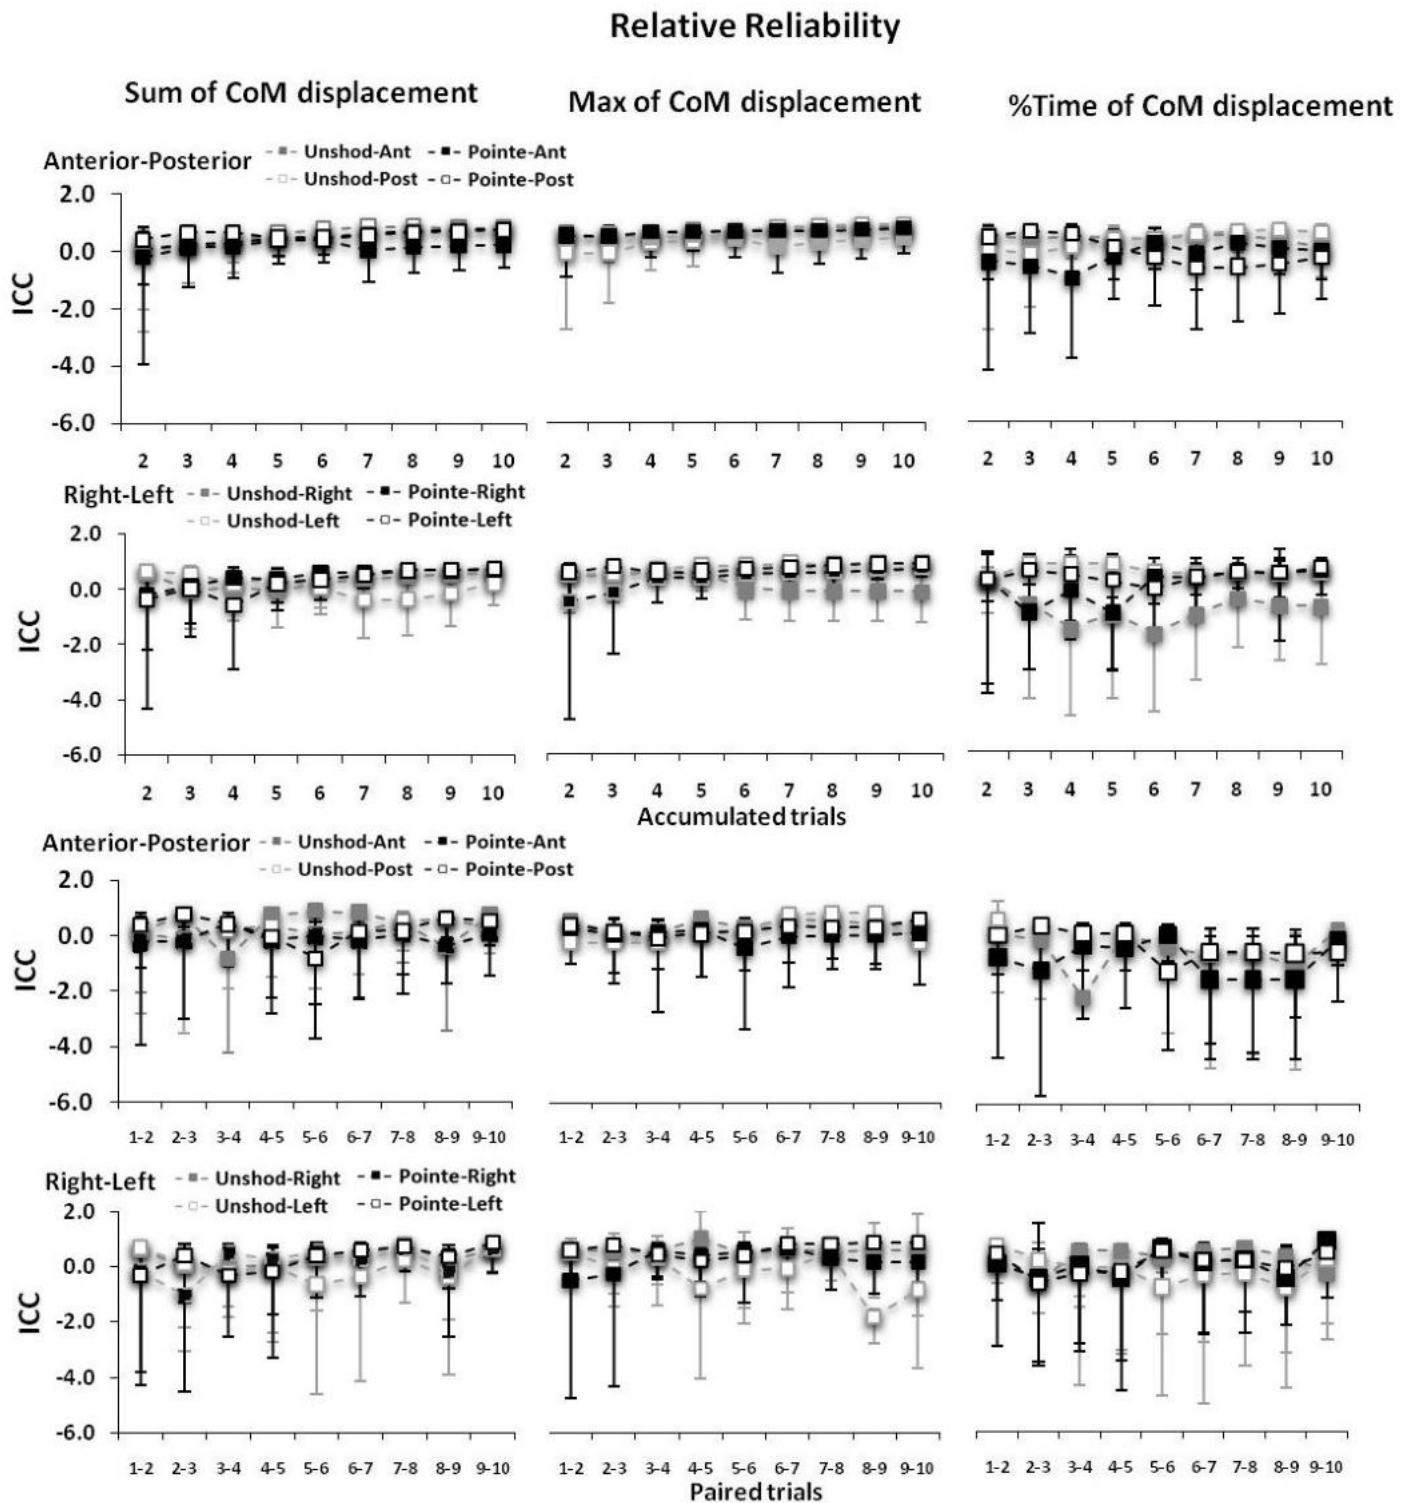 Relative Reliability
Sum of CoM displacement
Max of CoM displacement
%Time of CoM displacement
Anterior-Posterior
Unshod-Ant Pointe-Ant
Unshod-Post Pointe-Post
ICC
2.0
0.0
-2.0
-4.0
-6.0
2 3 4 5 6 7 8 9 10
2 3 4 5 6 7 8 9 10
2 3 4 5 6 7 8 9 10
Right-Left
Unshod-Right Pointe-Right
Unshod-Left Pointe-Left
ICC
2.0
0.0
-2.0
-4.0
-6.0
2 3 4 5 6 7 8 9 10
2 3 4 5 6 7 8 9 10
2 3 4 5 6 7 8 9 10
Accumulated trials
Anterior-Posterior
Unshod-Ant Pointe-Ant
Unshod-Post Pointe-Post
ICC
2.0
0.0
-2.0
-4.0
-6.0
1-2 2-3 3-4 4-5 5-6 6-7 7-8 8-9 9-10
1-2 2-3 3-4 4-5 5-6 6-7 7-8 8-9 9-10
1-2 2-3 3-4 4-5 5-6 6-7 7-8 8-9 9-10
Right-Left
Unshod-Right Pointe-Right
Unshod-Left Pointe-Left
ICC
2.0
0.0
-2.0
-4.0
-6.0
1-2 2-3 3-4 4-5 5-6 6-7 7-8 8-9 9-10
1-2 2-3 3-4 4-5 5-6 6-7 7-8 8-9 9-10
1-2 2-3 3-4 4-5 5-6 6-7 7-8 8-9 9-10
Paired trials